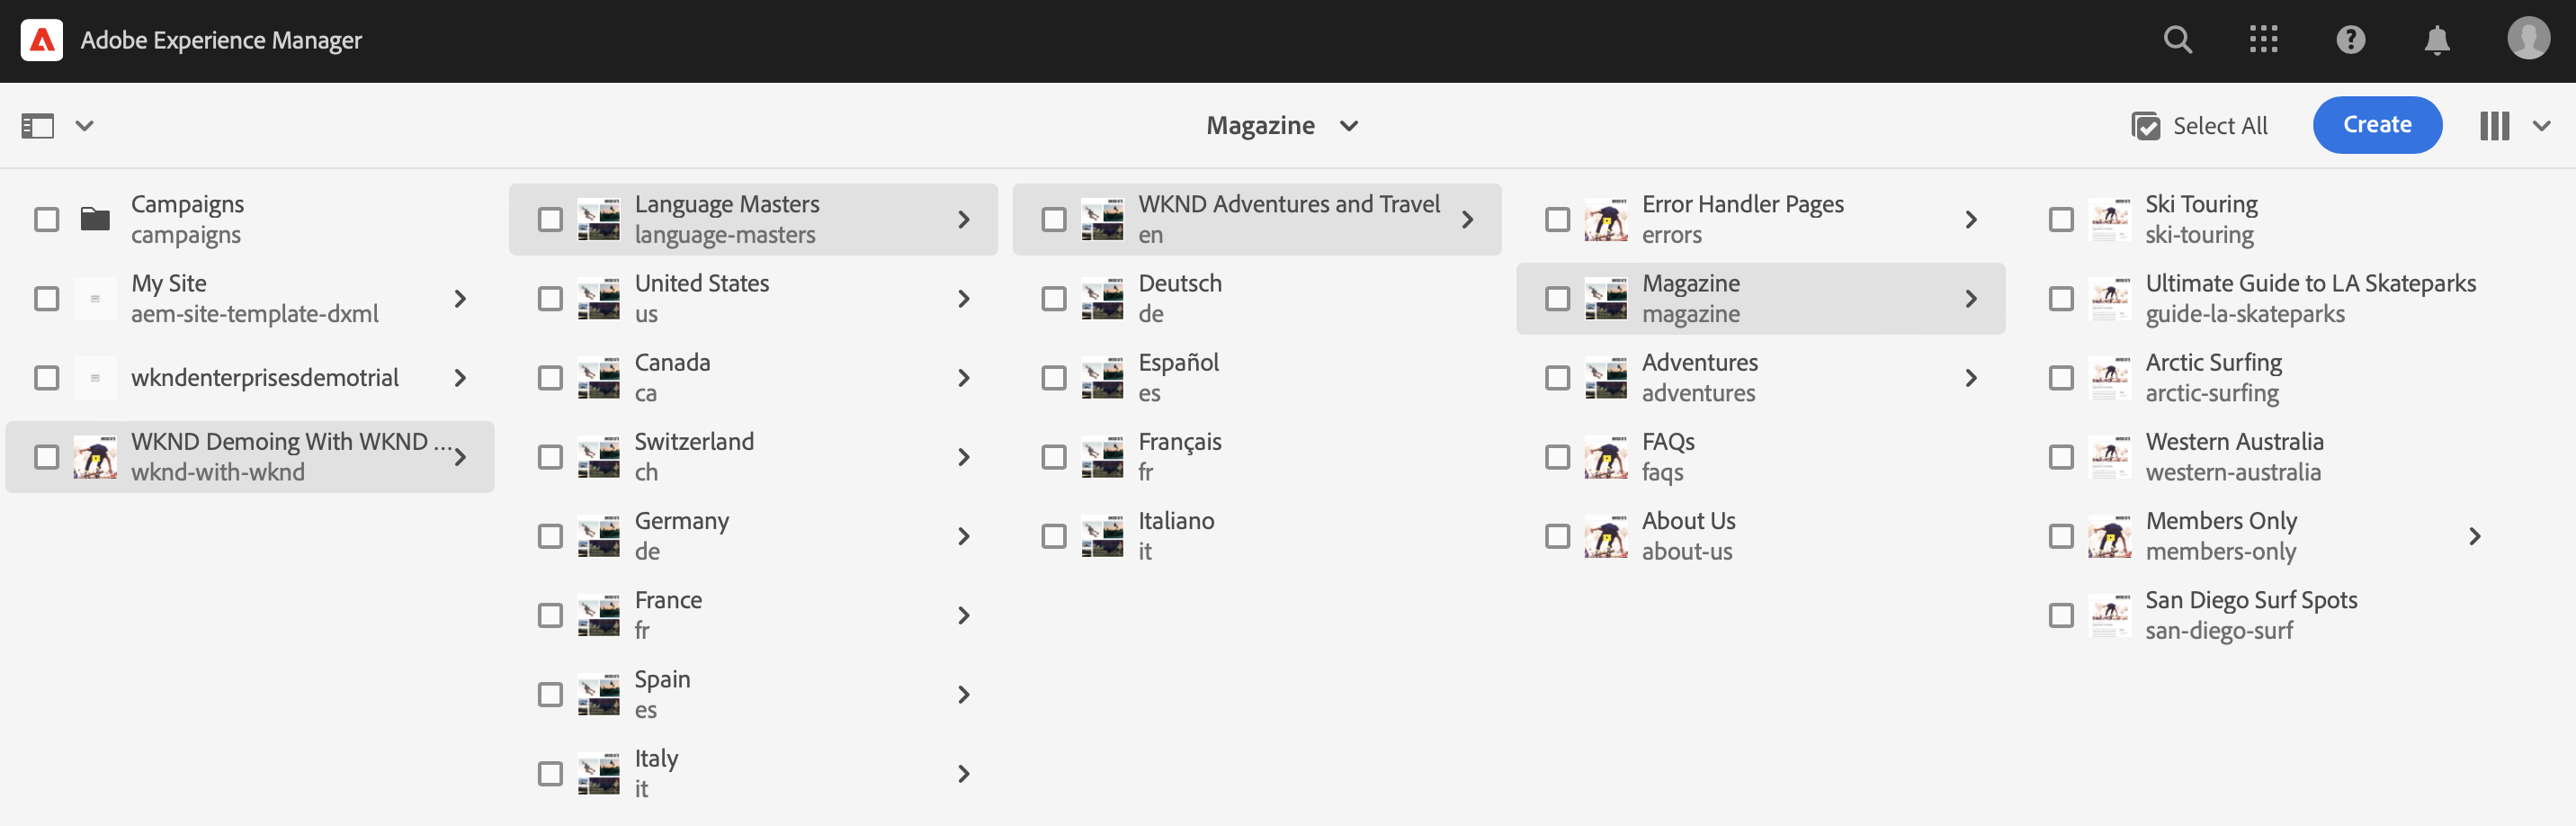 Adobe Experience Manager
Magazine
Select All
Create
Campaigns
campaigns
My Site
aem-site-template-dxml
wkndenterprisesdemotrial
WKND Demoing With WKND ...
wknd-with-wknd
Language Masters
language-masters
United States
us
Canada
ca
Switzerland
ch
Germany
de
France
fr
Spain
es
Italy
it
WKND Adventures and Travel
en
Deutsch
de
Español
es
Français
fr
Italiano
it
Error Handler Pages
errors
Magazine
magazine
Adventures
adventures
FAQs
faqs
About Us
about-us
Ski Touring
ski-touring
Ultimate Guide to LA Skateparks
guide-la-skateparks
Arctic Surfing
arctic-surfing
Western Australia
western-australia
Members Only
members-only
San Diego Surf Spots
san-diego-surf